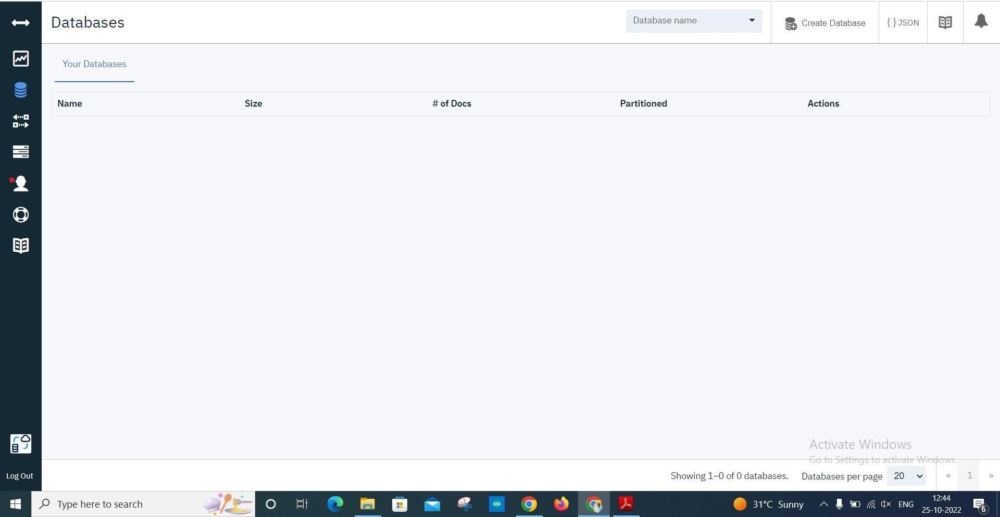 Databases
Database name
Create Database
{ } JSON
Your Databases
Name Size # of Docs Partitioned Actions
Activate Windows
Go to Settings to activate Windows.
Log Out
Showing 1–0 of 0 databases. Databases per page 20 « 1 »
Type here to search
31°C Sunny
ENG
12:44
25-10-2022
6